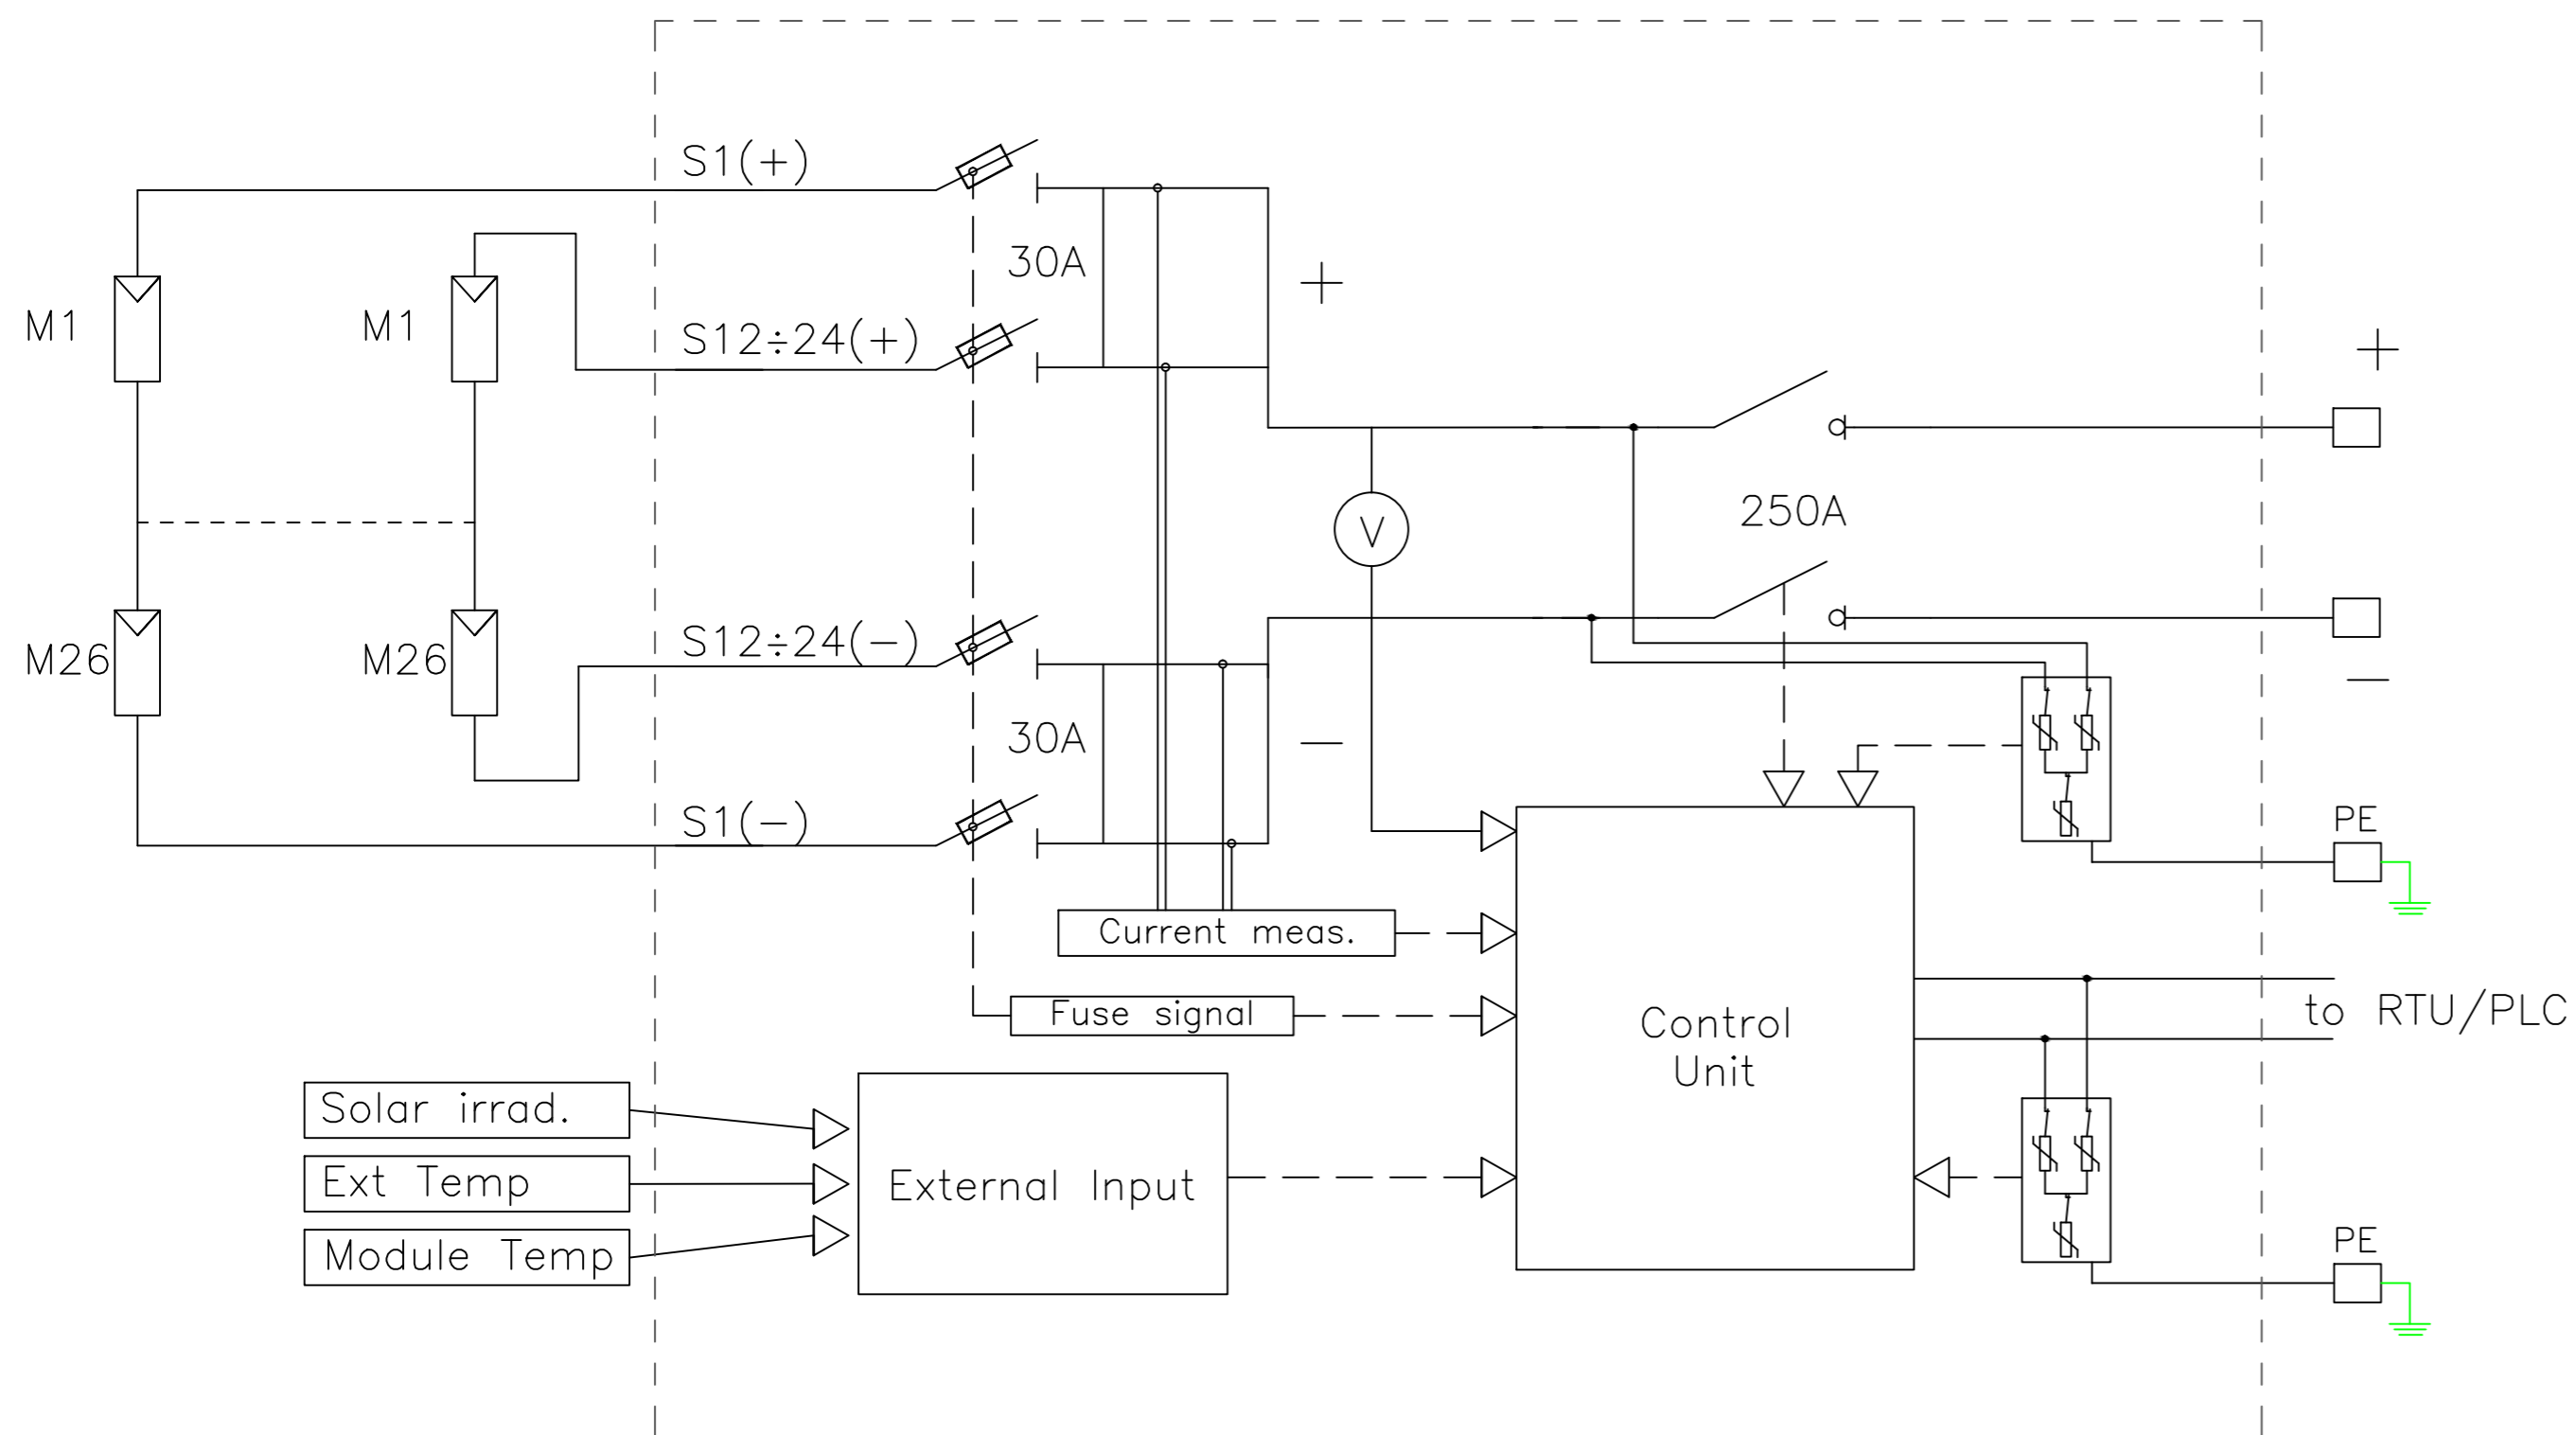 S1(+)
30A
+
M1
M1
S12÷24(+)
+
250A
V
S12÷24(-)
M26
M26
30A
-
-
S1(-)
PE
Current meas.
Fuse signal
Control
Unit
to RTU/PLC
Solar irrad.
Ext Temp
Module Temp
External Input
PE